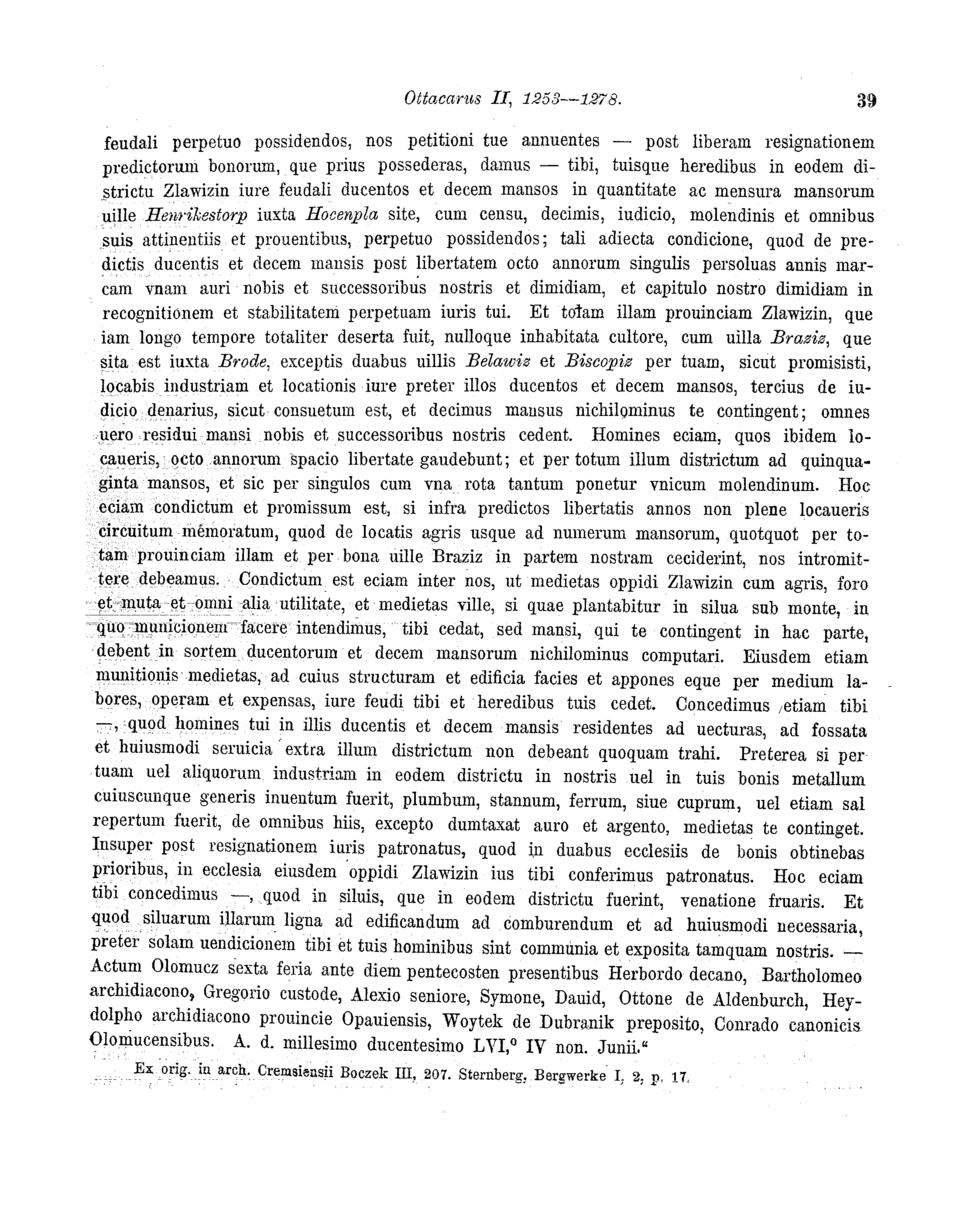 Ottacarus II, 1253—1278. 39
feudali perpetuo possidendos, nos petitioni tue annuentes — post liberam resignationem
predictorum bonorum, que prius possederas, damus — tibi, tuisque heredibus in eodem di-
strictu Zlawizin iure feudali ducentos et decem mansos in quantitate ac mensura mansorum
uille Henrikestorp iuxta Hocenpla site, cum censu, decimis, iudicio, molendinis et omnibus
suis attinentiis et prouentibus, perpetuo possidendos; tali adiecta condicione, quod de pre-
dictis ducentis et decem mansis post libertatem octo annorum singulis persoluas annis mar-
cam vnam auri nobis et successoribus nostris et dimidiam, et capitulo nostro dimidiam in
recognitionem et stabilitatem perpetuam iuris tui. Et totam illam prouinciam Zlawizin, que
iam longo tempore totaliter deserta fuit, nulloque inhabitata cultore, cum uilla Braziz, que
sita est iuxta Brode, exceptis duabus uillis Belawiz et Biscopiz per tuam, sicut promisisti,
locabis industriam et locationis iure preter illos ducentos et decem mansos, tercius de iu-
dicio denarius, sicut consuetum est, et decimus mansus nichilominus te contingent; omnes
uero residui mansi nobis et successoribus nostris cedent. Homines eciam, quos ibidem lo-
caueris, octo annorum spacio libertate gaudebunt; et per totum illum districtum ad quinqua-
ginta mansos, et sic per singulos cum vna rota tantum ponetur vnicum molendinum. Hoc
eciam condictum et promissum est, si infra predictos libertatis annos non plene locaueris
circuitum memoratum, quod de locatis agris usque ad numerum mansorum, quotquot per to-
tam prouinciam illam et per bona uille Braziz in partem nostram ceciderint, nos intromit-
tere debeamus. Condictum est eciam inter nos, ut medietas oppidi Zlawizin cum agris, foro
et muta et omni alia utilitate, et medietas ville, si quae plantabitur in silua sub monte, in
quo municionem facere intendimus, tibi cedat, sed mansi, qui te contingent in hac parte,
debent in sortem ducentorum et decem mansorum nichilominus computari. Eiusdem etiam
munitionis medietas, ad cuius structuram et edificia facies et appones eque per medium la-
bores, operam et expensas, iure feudi tibi et heredibus tuis cedet. Concedimus etiam tibi
—, quod homines tui in illis ducentis et decem mansis residentes ad uecturas, ad fossata
et huiusmodi seruicia extra illum districtum non debeant quoquam trahi. Preterea si per
tuam uel aliquorum industriam in eodem districtu in nostris uel in tuis bonis metallum
cuiuscunque generis inuentum fuerit, plumbum, stannum, ferrum, siue cuprum, uel etiam sal
repertum fuerit, de omnibus hiis, excepto dumtaxat auro et argento, medietas te continget.
Insuper post resignationem iuris patronatus, quod in duabus ecclesiis de bonis obtinebas
prioribus, in ecclesia eiusdem oppidi Zlawizin ius tibi conferimus patronatus. Hoc eciam
tibi concedimus —, quod in siluis, que in eodem districtu fuerint, venatione fruaris. Et
quod siluarum illarum ligna ad edificandum ad comburendum et ad huiusmodi necessaria,
preter solam uendicionem tibi et tuis hominibus sint communia et exposita tamquam nostris. —
Actum Olomucz sexta feria ante diem pentecosten presentibus Herbordo decano, Bartholomeo
archidiacono, Gregorio custode, Alexio seniore, Symone, Dauid, Ottone de Aldenburch, Hey-
dolpho archidiacono prouincie Opauiensis, Woytek de Dubranik preposito, Conrado canonicis
Olomucensibus. A. d. millesimo ducentesimo LVI,⁰ IV non. Junii.“
Ex orig. in arch. Cremsiensii Boczek III, 207. Sternberg, Bergwerke I, 2, p. 17.